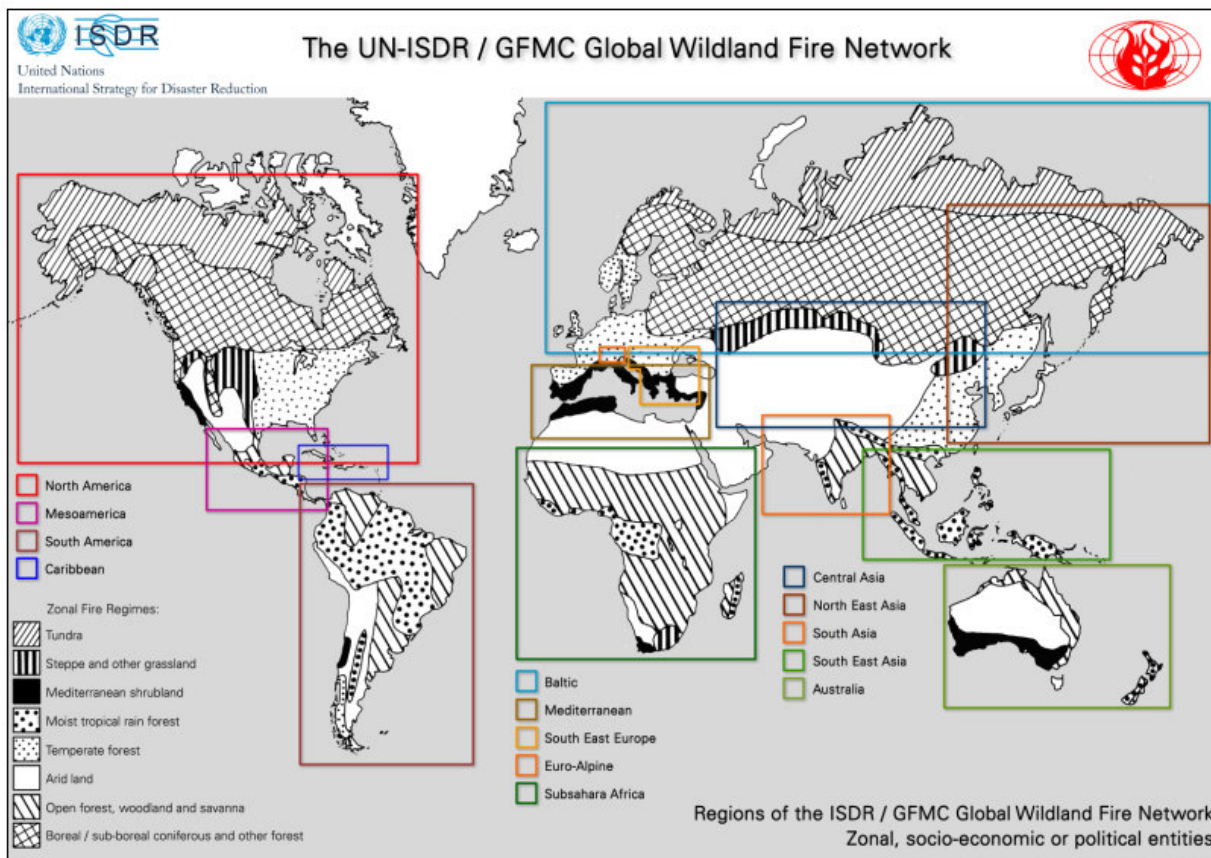 ISDR
United Nations
International Strategy for Disaster Reduction
The UN-ISDR / GFMC Global Wildland Fire Network
North America
Mesoamerica
South America
Caribbean
Zonal Fire Regimes:
Tundra
Steppe and other grassland
Mediterranean shrubland
Moist tropical rain forest
Temperate forest
Arid land
Open forest, woodland and savanna
Boreal / sub-boreal coniferous and other forest
Baltic
Mediterranean
South East Europe
Euro-Alpine
Subsahara Africa
Central Asia
North East Asia
South Asia
South East Asia
Australia
Regions of the ISDR / GFMC Global Wildland Fire Network
Zonal, socio-economic or political entities